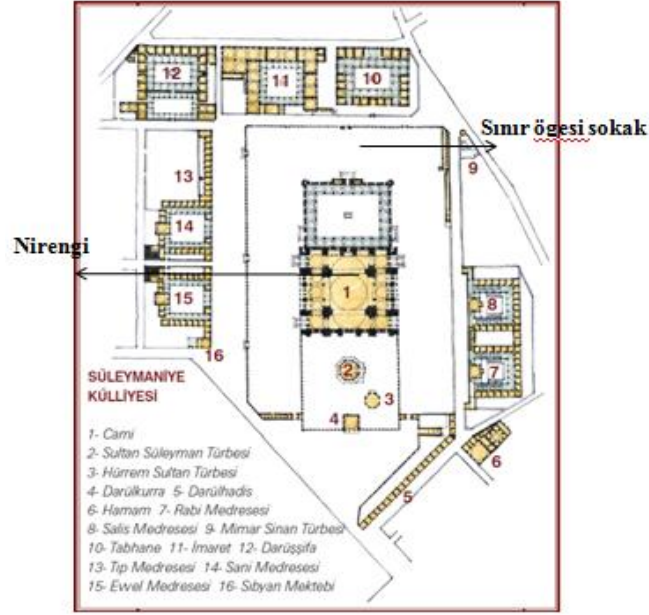 12
11
10
Sınır ögesi sokak
9
13
14
Nirengi
1
8
15
16
7
2
SÜLEYMANİYE
KÜLLİYESİ
3
4
6
5
1- Cami
2- Sultan Süleyman Türbesi
3- Hürrem Sultan Türbesi
4- Darülkurra 5- Darülhadis
6- Hamam 7- Rabi Medresesi
8- Salis Medresesi 9- Mimar Sinan Türbesi
10- Tabhane 11- İmaret 12- Darüşşifa
13- Tıp Medresesi 14- Sani Medresesi
15- Evvel Medresesi 16- Sıbyan Mektebi